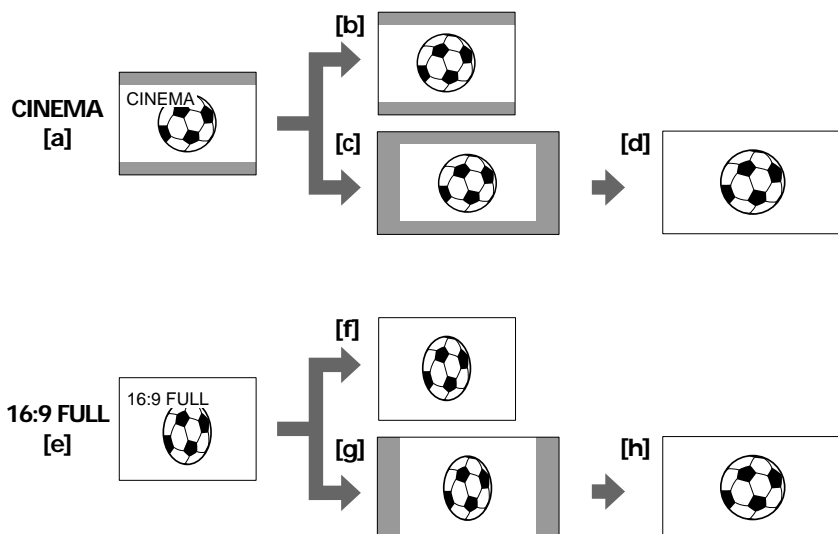 CINEMA
[a]
CINEMA
[b]
[c]
[d]
16:9 FULL
[e]
16:9 FULL
[f]
[g]
[h]